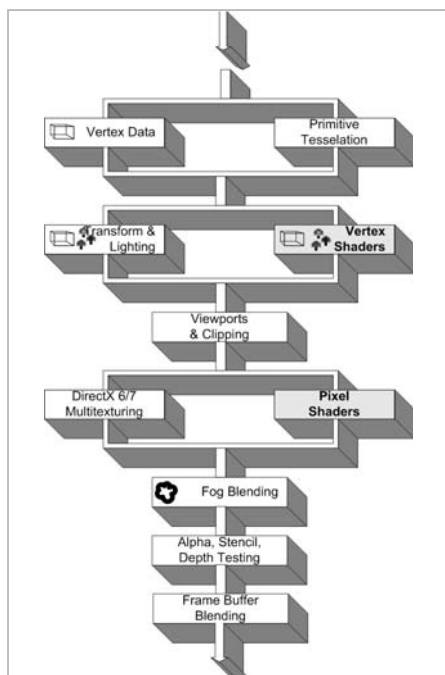 Vertex Data
Primitive
Tesselation
Transform &
Lighting
Vertex
Shaders
Viewports
& Clipping
DirectX 6/7
Multitexturing
Pixel
Shaders
Fog Blending
Alpha, Stencil,
Depth Testing
Frame Buffer
Blending